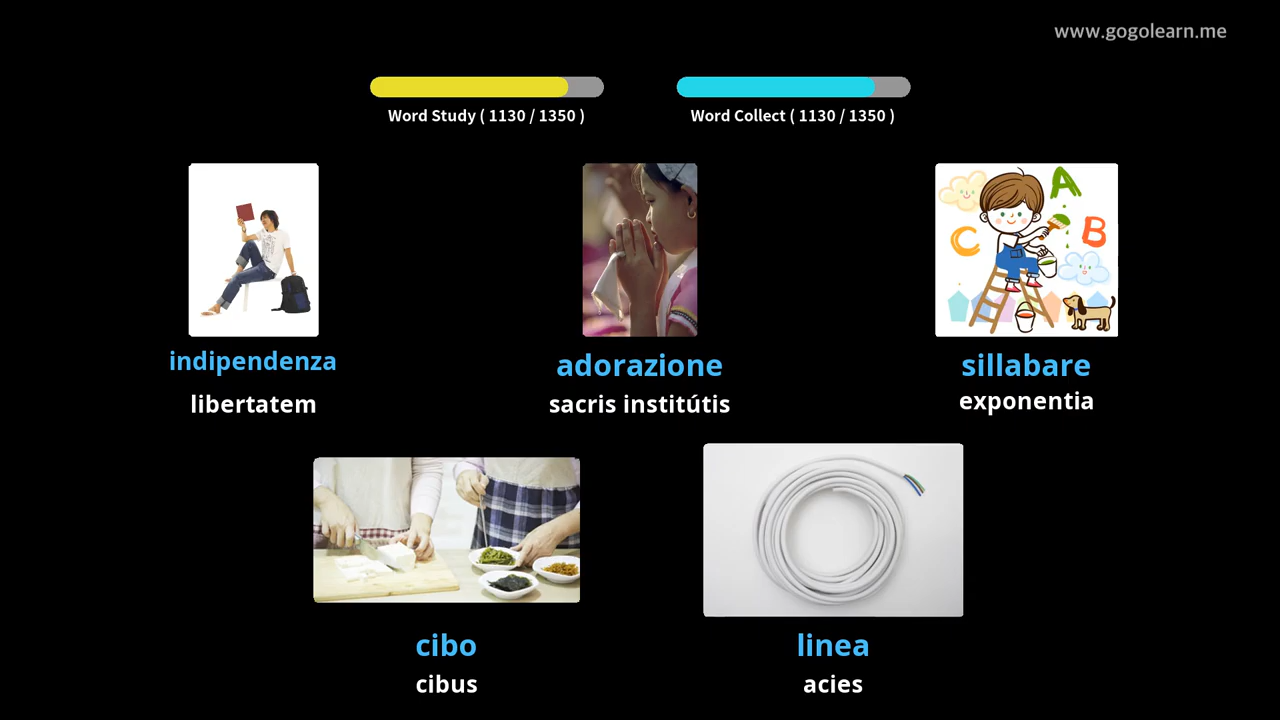 www.gogolearn.me
Word Study ( 1130 / 1350 )
Word Collect ( 1130 / 1350 )
A
B
C
indipendenza
libertatem
adorazione
sacris institútis
sillabare
exponentia
cibo
cibus
linea
acies